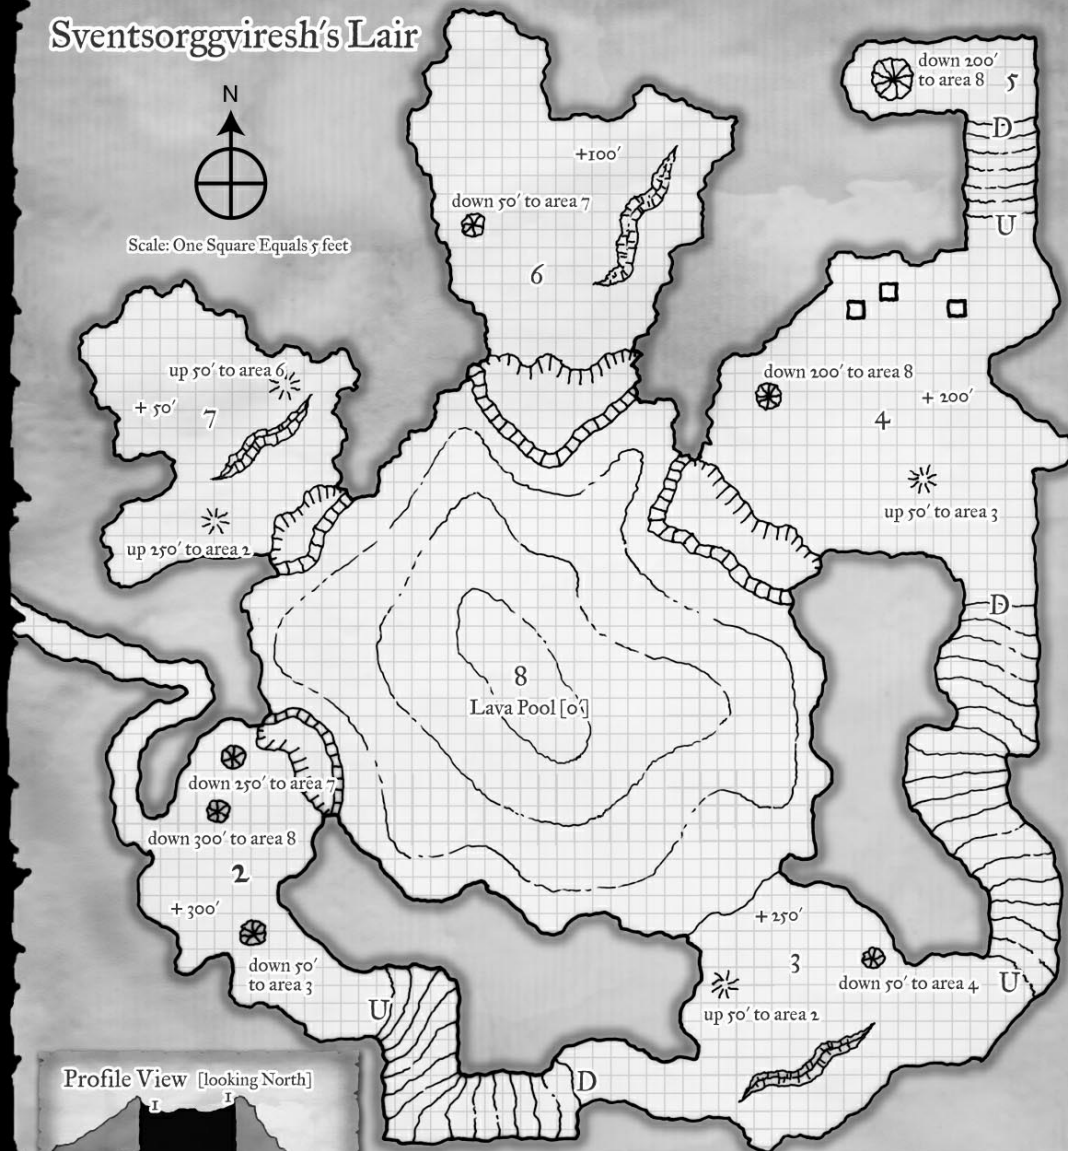 Sventsorggviresh's Lair
N
Scale: One Square Equals 5 feet
down 200'
to area 8
5
D
U
+100'
down 50' to area 7
6
up 50' to area 6
+ 50'
7
up 250' to area 2
down 200' to area 8
+ 200'
4
up 50' to area 3
D
8
Lava Pool [0']
down 250' to area 7
down 300' to area 8
2
+ 300'
down 50'
to area 3
U
+ 250'
3
down 50' to area 4
U
up 50' to area 2
D
Profile View [looking North]
1
1